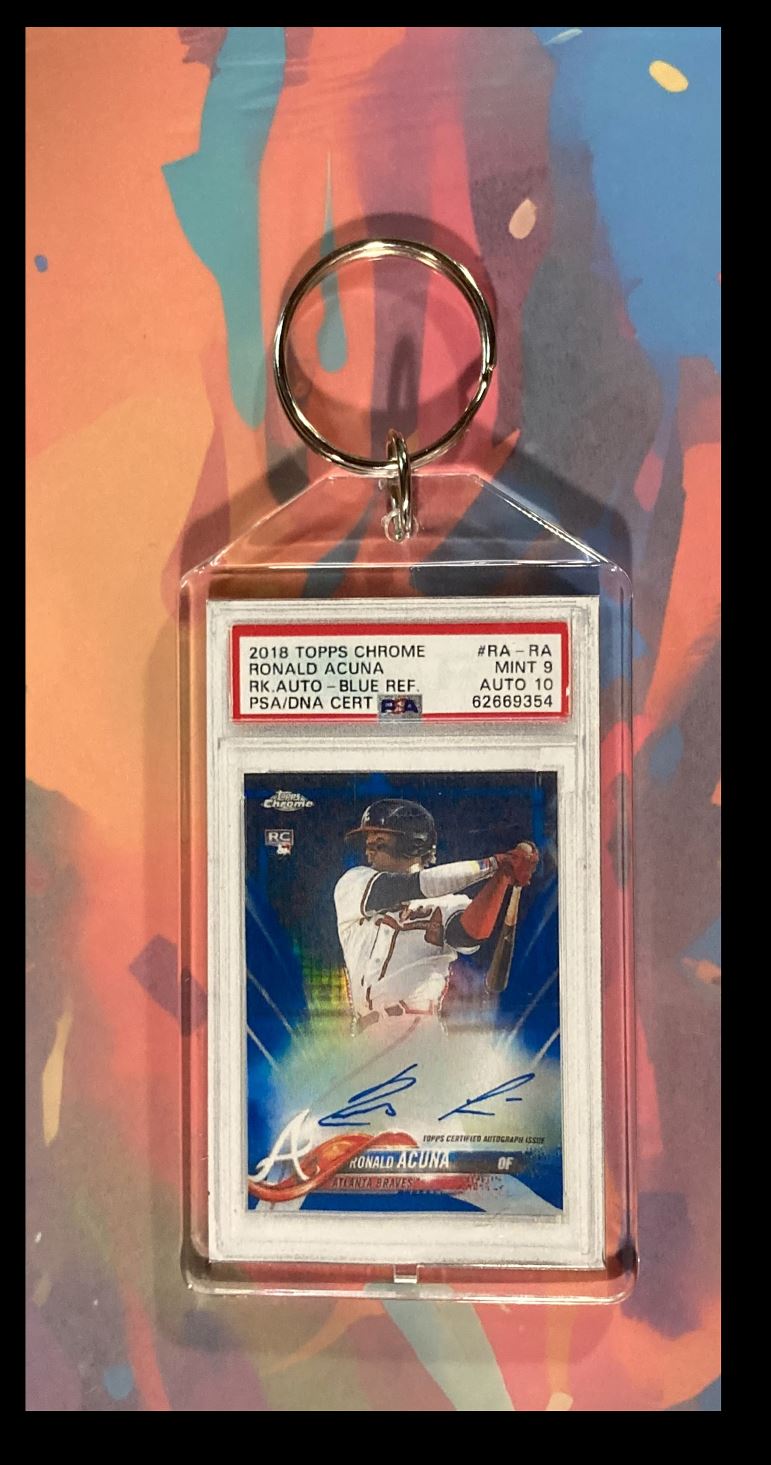 2018 TOPPS CHROME #RA-RA
RONALD ACUNA MINT 9
RK.AUTO-BLUE REF. AUTO 10
PSA/DNA CERT PSA 62669354
Topps
Chrome
RC
TOPPS CERTIFIED AUTOGRAPH ISSUE
A
RONALD ACUNA OF
ATLANTA BRAVES